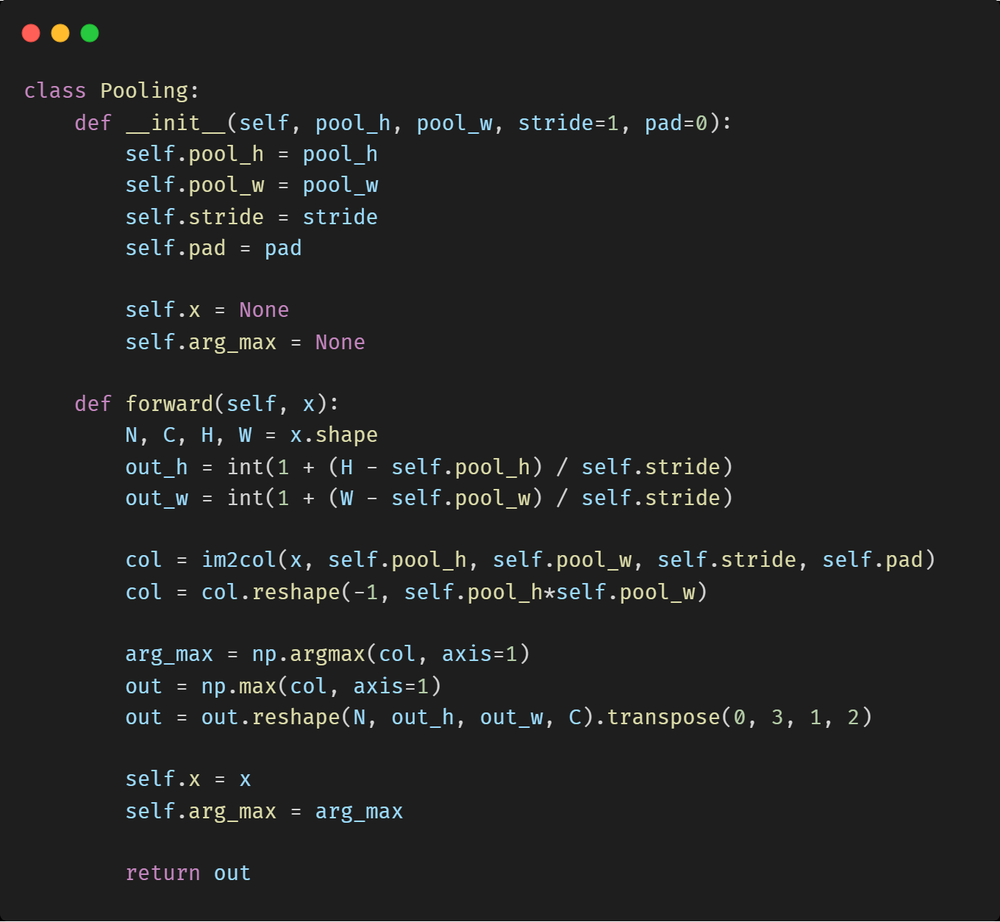 class Pooling:
    def __init__(self, pool_h, pool_w, stride=1, pad=0):
        self.pool_h = pool_h
        self.pool_w = pool_w
        self.stride = stride
        self.pad = pad

        self.x = None
        self.arg_max = None

    def forward(self, x):
        N, C, H, W = x.shape
        out_h = int(1 + (H - self.pool_h) / self.stride)
        out_w = int(1 + (W - self.pool_w) / self.stride)

        col = im2col(x, self.pool_h, self.pool_w, self.stride, self.pad)
        col = col.reshape(-1, self.pool_h*self.pool_w)

        arg_max = np.argmax(col, axis=1)
        out = np.max(col, axis=1)
        out = out.reshape(N, out_h, out_w, C).transpose(0, 3, 1, 2)

        self.x = x
        self.arg_max = arg_max

        return out